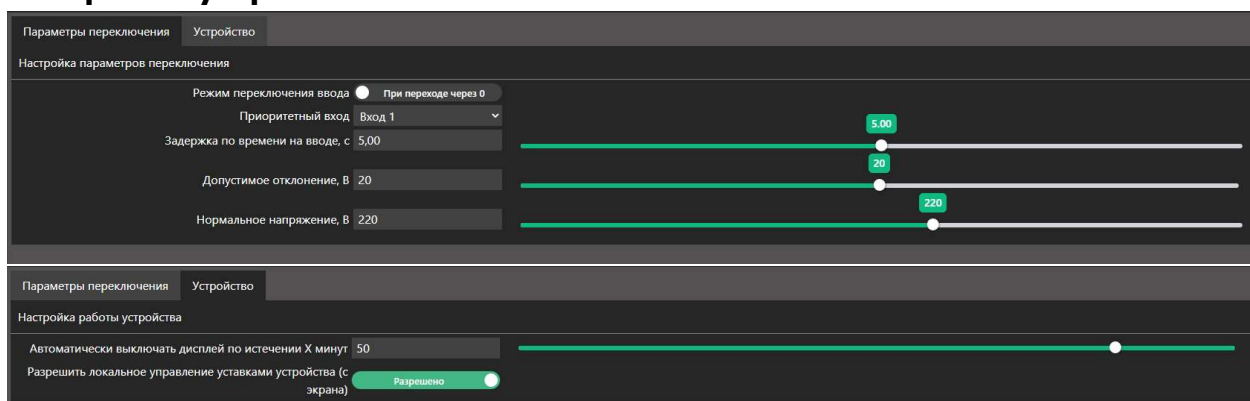 Параметры переключения Устройство
Настройка параметров переключения
Режим переключения ввода При переходе через 0
Приоритетный вход Вход 1
5.00
Задержка по времени на вводе, с 5,00
20
Допустимое отклонение, В 20
220
Нормальное напряжение, В 220
Параметры переключения Устройство
Настройка работы устройства
Автоматически выключать дисплей по истечении X минут 50
Разрешить локальное управление уставками устройства (с
экрана) Разрешено